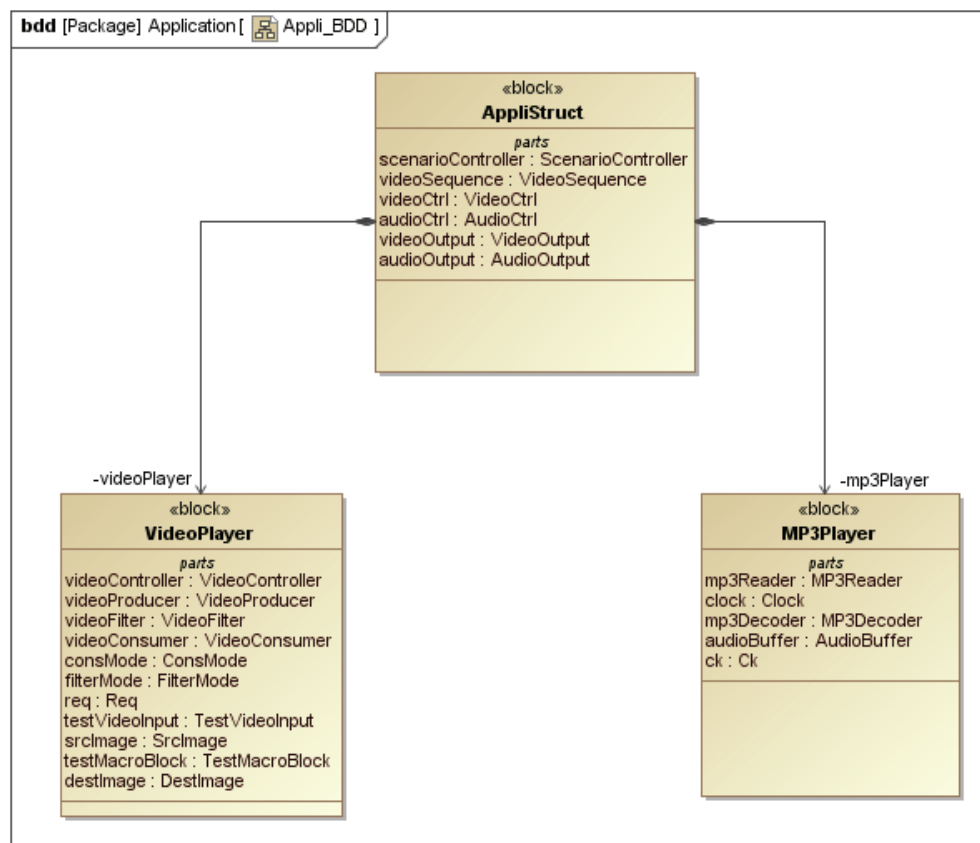 bdd [Package] Application [ Appli_BDD ]
«block»
AppliStruct
parts
scenarioController : ScenarioController
videoSequence : VideoSequence
videoCtrl : VideoCtrl
audioCtrl : AudioCtrl
videoOutput : VideoOutput
audioOutput : AudioOutput
-videoPlayer
«block»
VideoPlayer
parts
videoController : VideoController
videoProducer : VideoProducer
videoFilter : VideoFilter
videoConsumer : VideoConsumer
consMode : ConsMode
filterMode : FilterMode
req : Req
testVideoInput : TestVideoInput
srcImage : SrcImage
testMacroBlock : TestMacroBlock
destImage : DestImage
-mp3Player
«block»
MP3Player
parts
mp3Reader : MP3Reader
clock : Clock
mp3Decoder : MP3Decoder
audioBuffer : AudioBuffer
ck : Ck